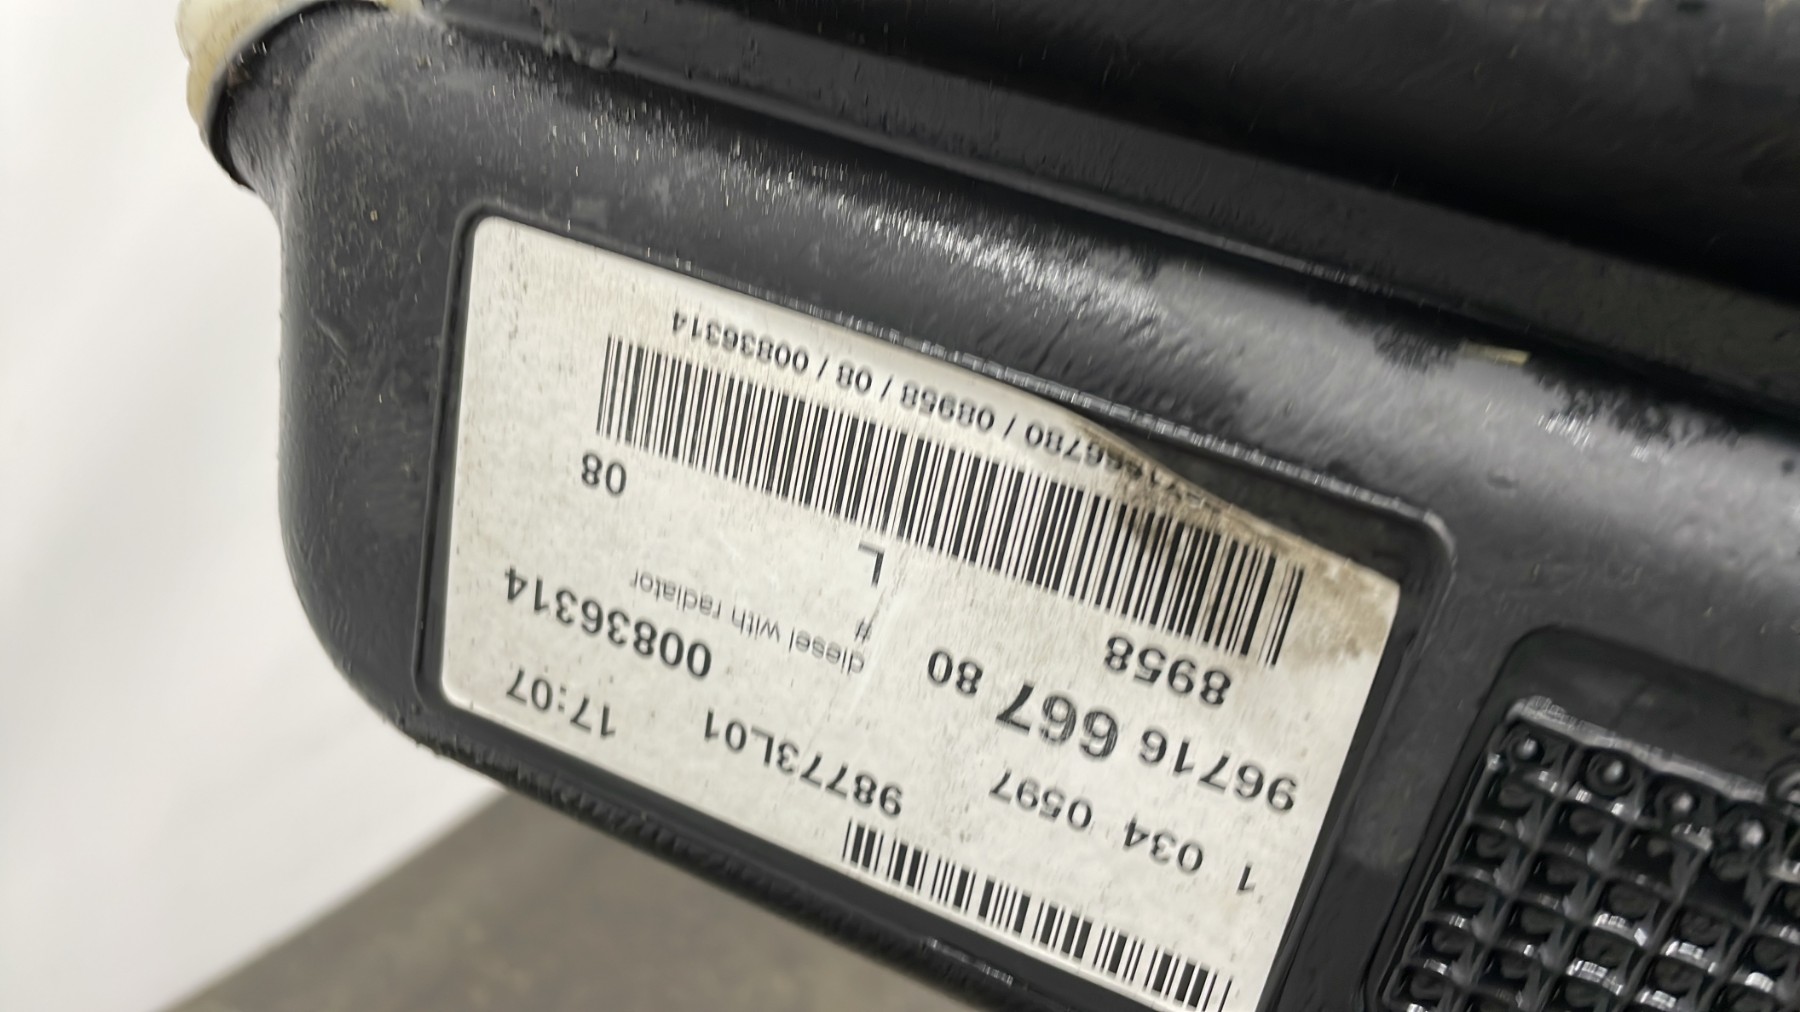 1 034 0597 98773L01 17:07
96716 667 80 00836314
diesel with radiator
#
8958 L 08
/ 08958 / 08 / 00836314